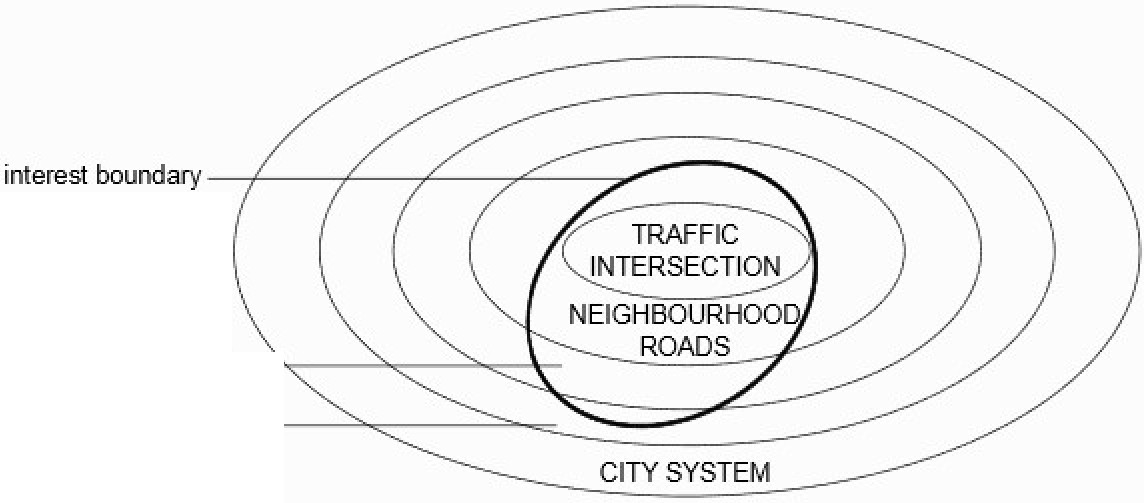 interest boundary
TRAFFIC
INTERSECTION
NEIGHBOURHOOD
ROADS
CITY SYSTEM